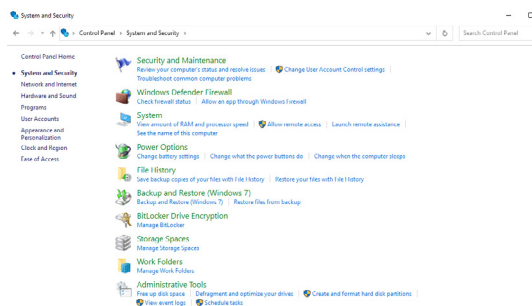 System and Security
Control Panel > System and Security >
Search Control Panel
Control Panel Home
System and Security
Network and Internet
Hardware and Sound
Programs
User Accounts
Appearance and
Personalization
Clock and Region
Ease of Access
Security and Maintenance
Review your computer's status and resolve issues | Change User Account Control settings
Troubleshoot common computer problems
Windows Defender Firewall
Check firewall status | Allow an app through Windows Firewall
System
View amount of RAM and processor speed | Allow remote access | Launch remote assistance
See the name of this computer
Power Options
Change battery settings | Change what the power buttons do | Change when the computer sleeps
File History
Save backup copies of your files with File History | Restore your files with File History
Backup and Restore (Windows 7)
Backup and Restore (Windows 7) | Restore files from backup
BitLocker Drive Encryption
Manage BitLocker
Storage Spaces
Manage Storage Spaces
Work Folders
Manage Work Folders
Administrative Tools
Free up disk space | Defragment and optimize your drives | Create and format hard disk partitions
View event logs | Schedule tasks